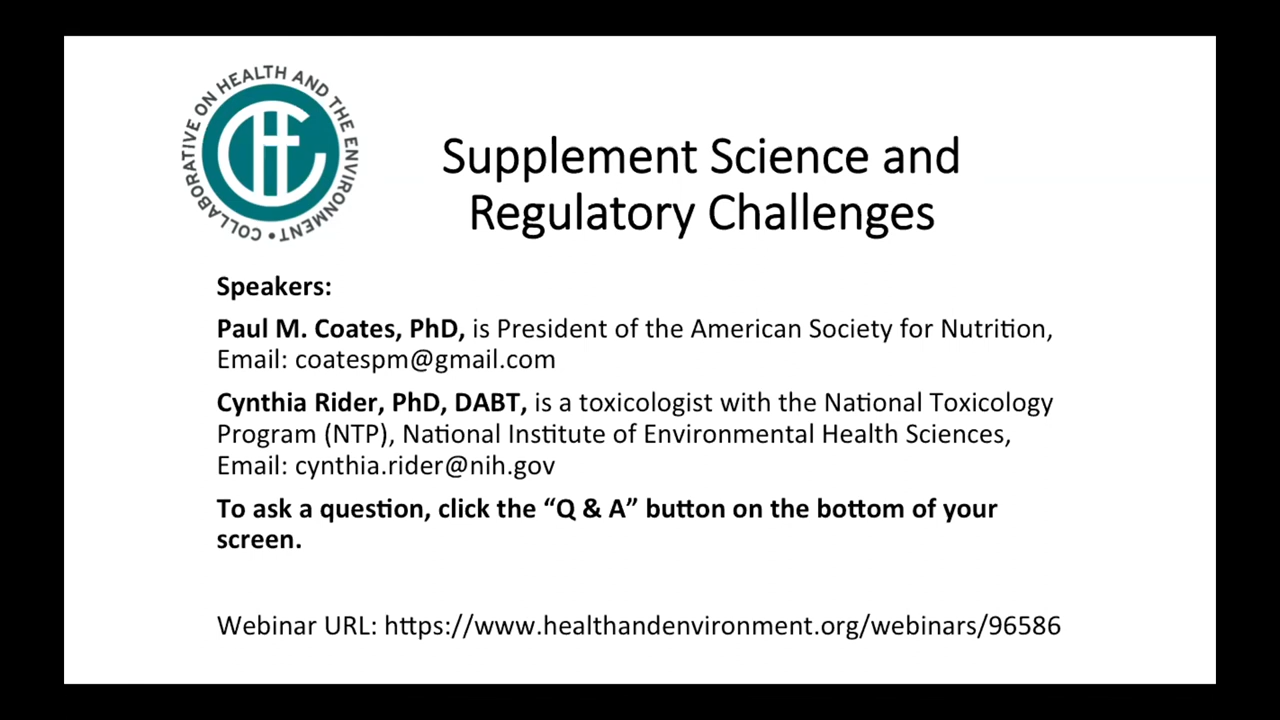 COLLABORATIVE ON HEALTH AND THE ENVIRONMENT •
CHE
Supplement Science and
Regulatory Challenges
Speakers:
Paul M. Coates, PhD, is President of the American Society for Nutrition,
Email: coatespm@gmail.com
Cynthia Rider, PhD, DABT, is a toxicologist with the National Toxicology
Program (NTP), National Institute of Environmental Health Sciences,
Email: cynthia.rider@nih.gov
To ask a question, click the “Q & A” button on the bottom of your
screen.
Webinar URL: https://www.healthandenvironment.org/webinars/96586